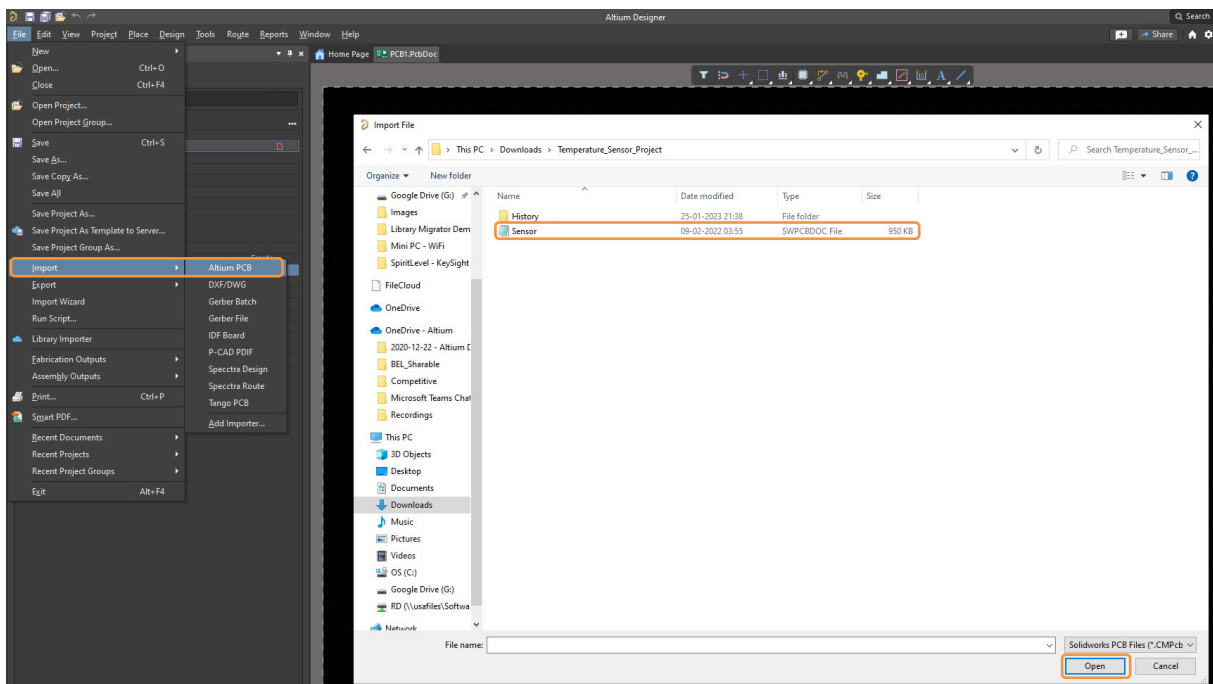 Altium Designer
Search
File Edit View Project Place Design Tools Route Reports Window Help
Share
New
Home Page PCB1.PcbDoc
Open... Ctrl+O
Close Ctrl+F4
Open Project...
Open Project Group...
Save Ctrl+S
Save As...
Save Copy As...
Save All
Save Project As...
Save Project As Template to Server...
Save Project Group As...
Import
Export
Import Wizard
Run Script...
Library Importer
Fabrication Outputs
Assembly Outputs
Print... Ctrl+P
Smart PDF...
Recent Documents
Recent Projects
Recent Project Groups
Exit Alt+F4
Altium PCB
DXF/DWG
Gerber Batch
Gerber File
IDF Board
P-CAD PDIF
Specctra Design
Specctra Route
Tango PCB
Add Importer...
Import File
This PC > Downloads > Temperature_Sensor_Project
Search Temperature_Sensor_...
Organize New folder
Name Date modified Type Size
History 25-01-2023 21:38 File folder
Sensor 09-02-2022 03:55 SWPCBDOC File 950 KB
Google Drive (G:)
Images
Library Migrator Dem
Mini PC - WiFi
SpiritLevel - KeySight
FileCloud
OneDrive
OneDrive - Altium
2020-12-22 - Altium D
BEL_Sharable
Competitive
Microsoft Teams Chat
Recordings
This PC
3D Objects
Desktop
Documents
Downloads
Music
Pictures
Videos
OS (C:)
Google Drive (G:)
RD (\\usafiles\Softwa
Network
File name:
Solidworks PCB Files (*.CMPcb
Open Cancel